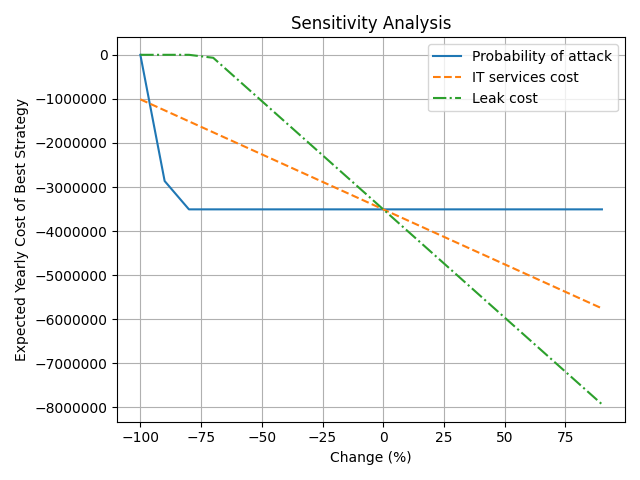 Sensitivity Analysis
Expected Yearly Cost of Best Strategy
0
−1000000
−2000000
−3000000
−4000000
−5000000
−6000000
−7000000
−8000000
Probability of attack
IT services cost
Leak cost
−100
−75
−50
−25
0
25
50
75
Change (%)